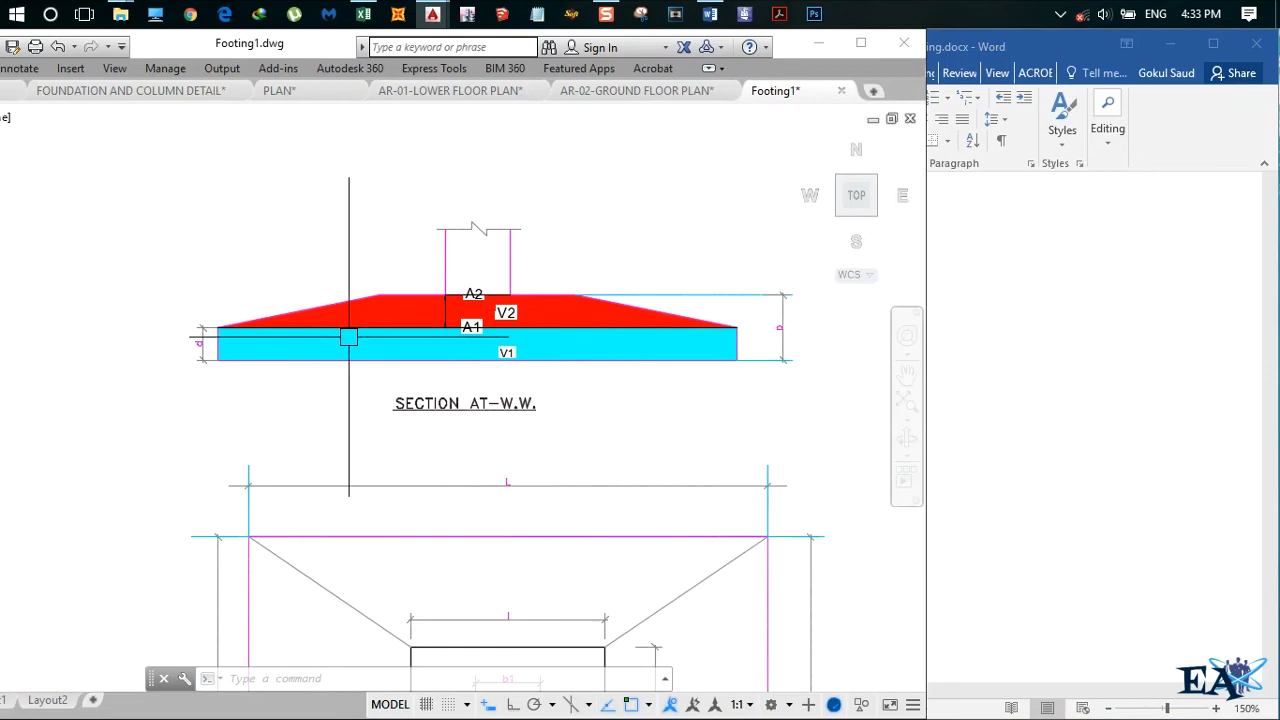 ENG 4:33 PM
Footing1.dwg
Type a keyword or phrase
Sign In
ing.docx - Word
nnotate Insert View Manage Output Add-ins Autodesk 360 Express Tools BIM 360 Featured Apps Acrobat
Review View ACROE Tell me... Gokul Saud Share
FOUNDATION AND COLUMN DETAIL* PLAN* AR-01-LOWER FLOOR PLAN* AR-02-GROUND FLOOR PLAN* Footing1*
Styles Editing
Paragraph Styles
e]
N
W TOP E
S
WCS
A2
V2
A1
V1
d
D
SECTION AT-W.W.
L
l
b1
Type a command
t1 Layout2
MODEL 1:1
EA
150%